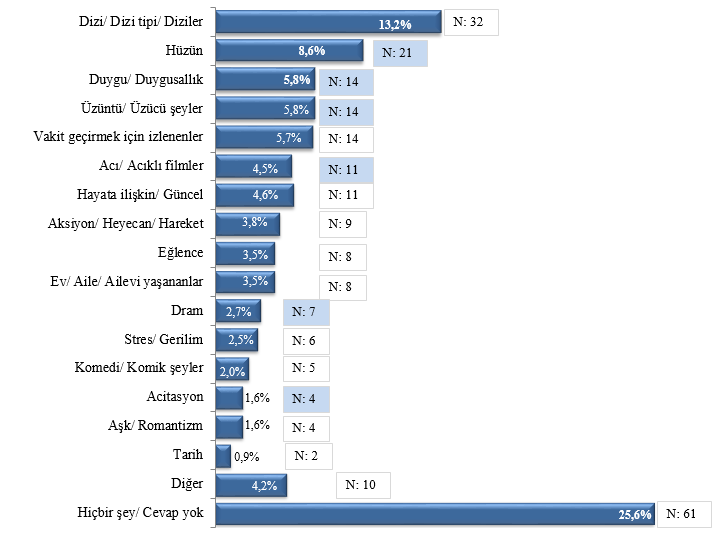 Dizi/ Dizi tipi/ Diziler 13,2% N: 32
Hüzün 8,6% N: 21
Duygu/ Duygusallık 5,8% N: 14
Üzüntü/ Üzücü şeyler 5,8% N: 14
Vakit geçirmek için izlenenler 5,7% N: 14
Acı/ Acıklı filmler 4,5% N: 11
Hayata ilişkin/ Güncel 4,6% N: 11
Aksiyon/ Heyecan/ Hareket 3,8% N: 9
Eğlence 3,5% N: 8
Ev/ Aile/ Ailevi yaşananlar 3,5% N: 8
Dram 2,7% N: 7
Stres/ Gerilim 2,5% N: 6
Komedi/ Komik şeyler 2,0% N: 5
Acitasyon 1,6% N: 4
Aşk/ Romantizm 1,6% N: 4
Tarih 0,9% N: 2
Diğer 4,2% N: 10
Hiçbir şey/ Cevap yok 25,6% N: 61